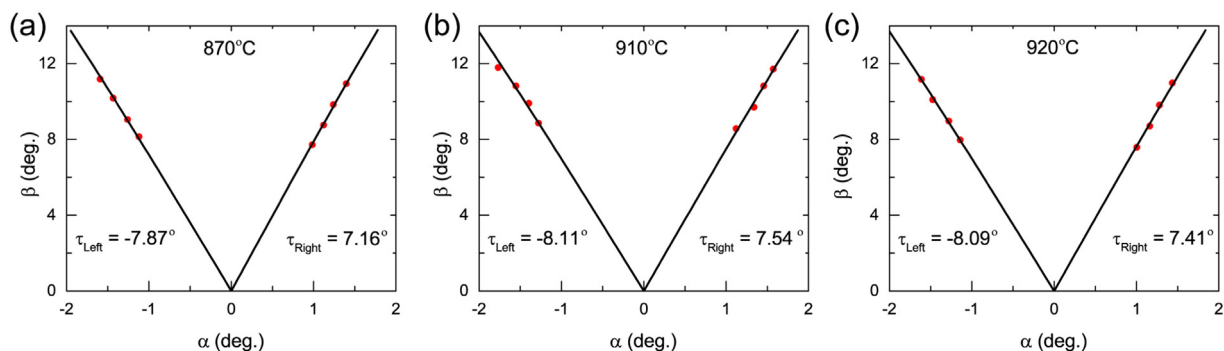 (a)
870°C
β (deg.)
12
8
4
0
τLeft = -7.87°
τRight = 7.16°
-2 -1 0 1 2
α (deg.)
(b)
910°C
β (deg.)
12
8
4
0
τLeft = -8.11°
τRight = 7.54°
-2 -1 0 1 2
α (deg.)
(c)
920°C
β (deg.)
12
8
4
0
τLeft = -8.09°
τRight = 7.41°
-2 -1 0 1 2
α (deg.)